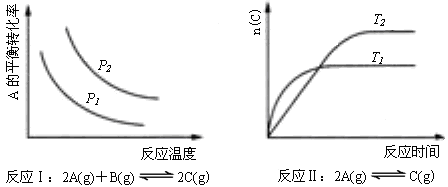 A 的平衡转化率
P₂
P₁
反应温度
反应Ⅰ：2A(g)＋B(g)⇌2C(g)
n(C)
T₂
T₁
反应时间
反应Ⅱ：2A(g)⇌C(g)